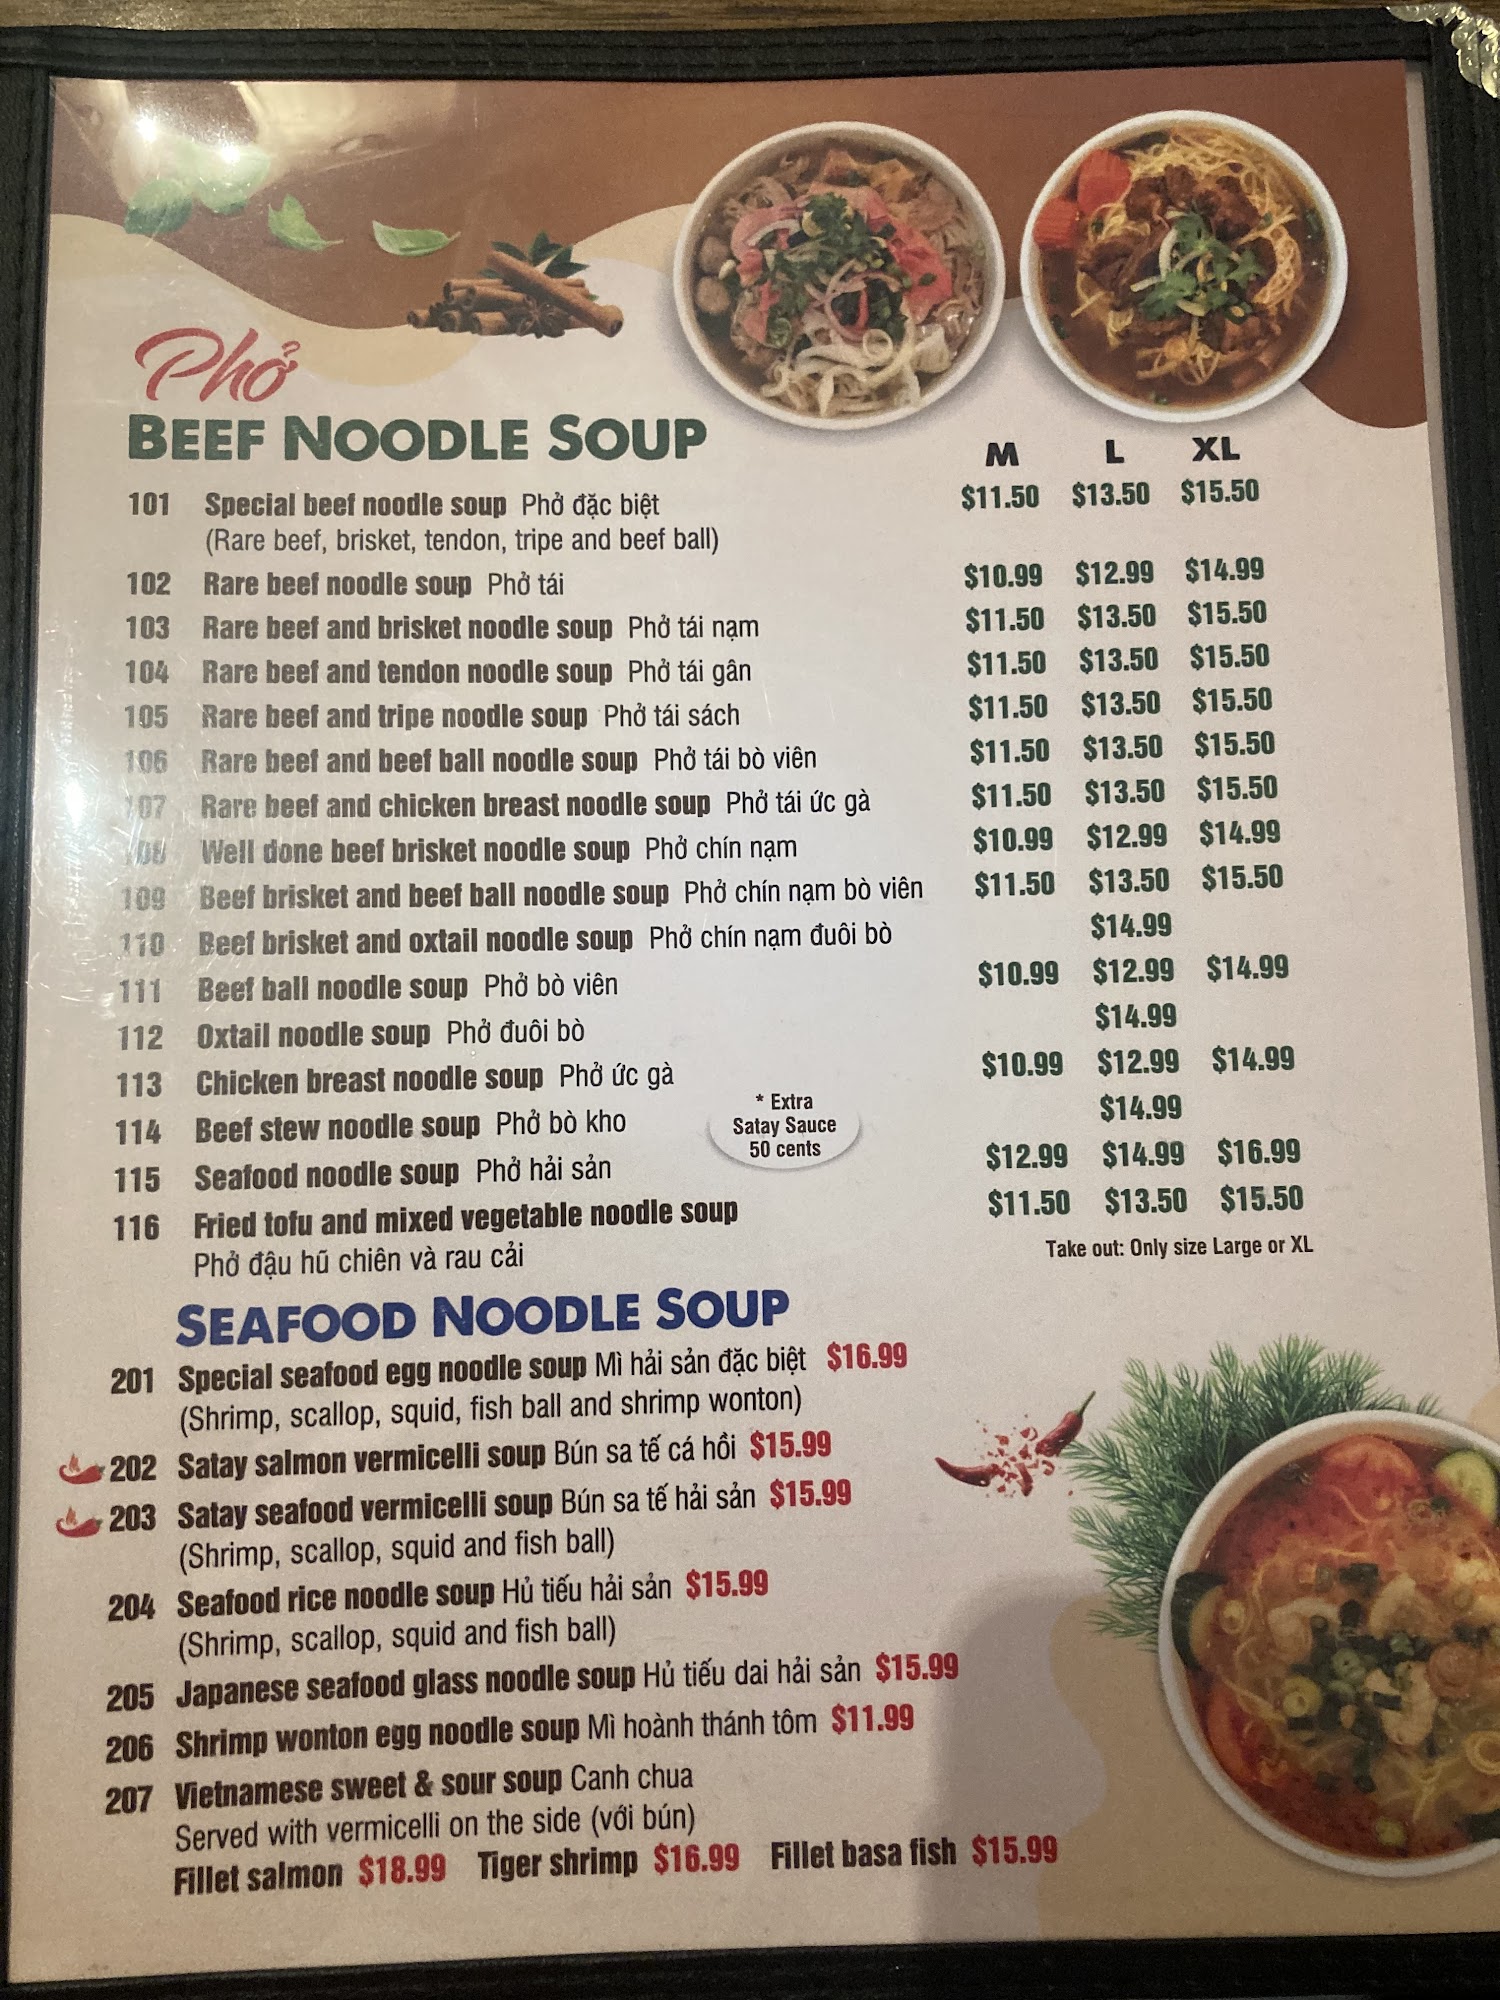 Phở
BEEF NOODLE SOUP
M L XL
101 Special beef noodle soup Phở đặc biệt $11.50 $13.50 $15.50
(Rare beef, brisket, tendon, tripe and beef ball)
102 Rare beef noodle soup Phở tái $10.99 $12.99 $14.99
103 Rare beef and brisket noodle soup Phở tái nạm $11.50 $13.50 $15.50
104 Rare beef and tendon noodle soup Phở tái gân $11.50 $13.50 $15.50
105 Rare beef and tripe noodle soup Phở tái sách $11.50 $13.50 $15.50
106 Rare beef and beef ball noodle soup Phở tái bò viên $11.50 $13.50 $15.50
107 Rare beef and chicken breast noodle soup Phở tái ức gà $11.50 $13.50 $15.50
108 Well done beef brisket noodle soup Phở chín nạm $10.99 $12.99 $14.99
109 Beef brisket and beef ball noodle soup Phở chín nạm bò viên $11.50 $13.50 $15.50
110 Beef brisket and oxtail noodle soup Phở chín nạm đuôi bò $14.99
111 Beef ball noodle soup Phở bò viên $10.99 $12.99 $14.99
112 Oxtail noodle soup Phở đuôi bò $14.99
113 Chicken breast noodle soup Phở ức gà $10.99 $12.99 $14.99
114 Beef stew noodle soup Phở bò kho $14.99
* Extra
Satay Sauce
50 cents
115 Seafood noodle soup Phở hải sản $12.99 $14.99 $16.99
116 Fried tofu and mixed vegetable noodle soup $11.50 $13.50 $15.50
Phở đậu hũ chiên và rau cải
Take out: Only size Large or XL
SEAFOOD NOODLE SOUP
201 Special seafood egg noodle soup Mì hải sản đặc biệt $16.99
(Shrimp, scallop, squid, fish ball and shrimp wonton)
202 Satay salmon vermicelli soup Bún sa tế cá hồi $15.99
203 Satay seafood vermicelli soup Bún sa tế hải sản $15.99
(Shrimp, scallop, squid and fish ball)
204 Seafood rice noodle soup Hủ tiếu hải sản $15.99
(Shrimp, scallop, squid and fish ball)
205 Japanese seafood glass noodle soup Hủ tiếu dai hải sản $15.99
206 Shrimp wonton egg noodle soup Mì hoành thánh tôm $11.99
207 Vietnamese sweet & sour soup Canh chua
Served with vermicelli on the side (với bún)
Fillet salmon $18.99 Tiger shrimp $16.99 Fillet basa fish $15.99